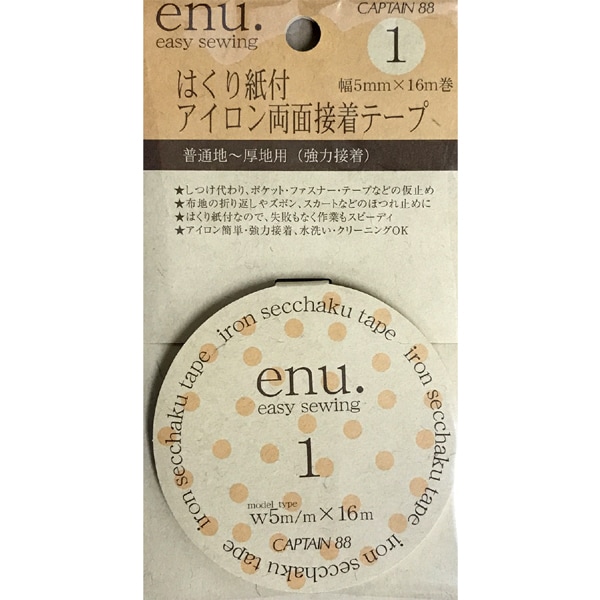 enu.
easy sewing
CAPTAIN 88
1
幅5mm×16m巻
はくり紙付
アイロン両面接着テープ
普通地～厚地用（強力接着）
★しつけ代わり、ポケット・ファスナー・テープなどの仮止め
★布地の折り返しやズボン、スカートなどのほつれ止めに
★はくり紙付なので、失敗もなく作業もスピーディ
★アイロン簡単・強力接着、水洗い・クリーニングOK
iron secchaku tape
iron secchaku tape
iron secchaku tape
iron secchaku tape
enu.
easy sewing
1
model type
w5m/m×16m
CAPTAIN 88